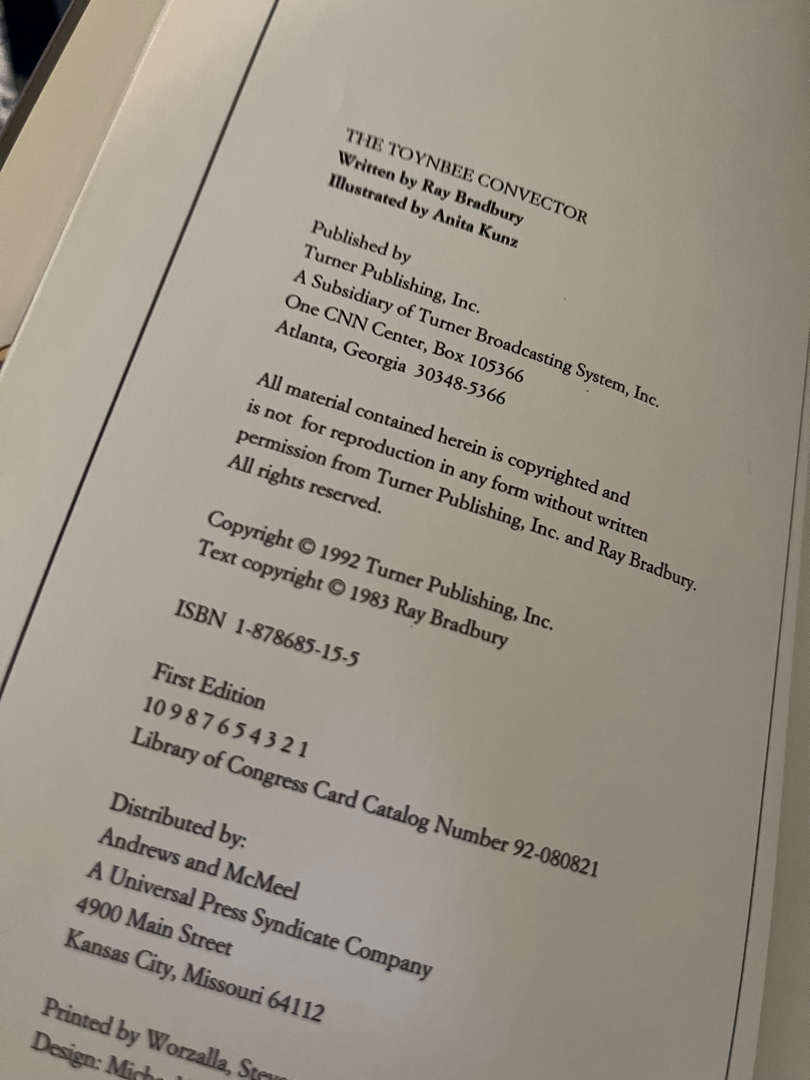 THE TOYNBEE CONVECTOR
Written by Ray Bradbury
Illustrated by Anita Kunz
Published by
Turner Publishing, Inc.
A Subsidiary of Turner Broadcasting System, Inc.
One CNN Center, Box 105366
Atlanta, Georgia 30348-5366
All material contained herein is copyrighted and
is not for reproduction in any form without written
permission from Turner Publishing, Inc. and Ray Bradbury.
All rights reserved.
Copyright © 1992 Turner Publishing, Inc.
Text copyright © 1983 Ray Bradbury
ISBN 1-878685-15-5
First Edition
10 9 8 7 6 5 4 3 2 1
Library of Congress Card Catalog Number 92-080821
Distributed by:
Andrews and McMeel
A Universal Press Syndicate Company
4900 Main Street
Kansas City, Missouri 64112
Printed by Worzalla,
Design: